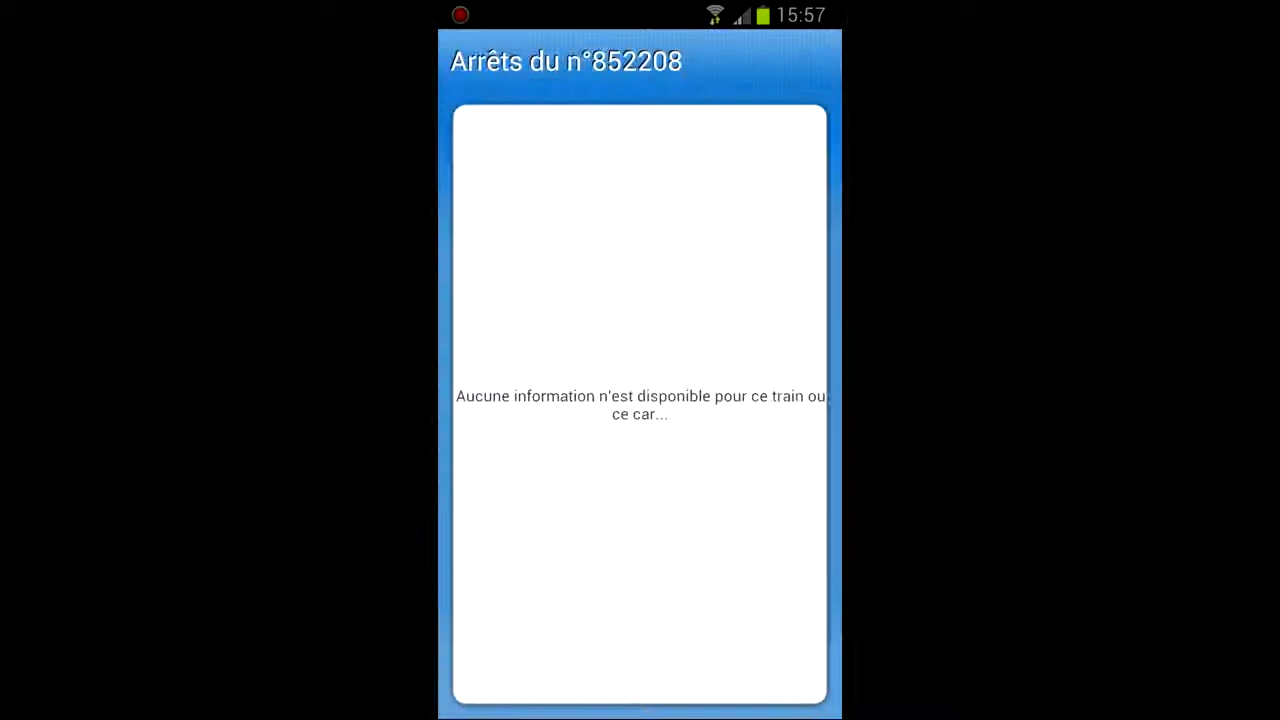 15:57
Arrêts du n°852208
Aucune information n'est disponible pour ce train ou
ce car...